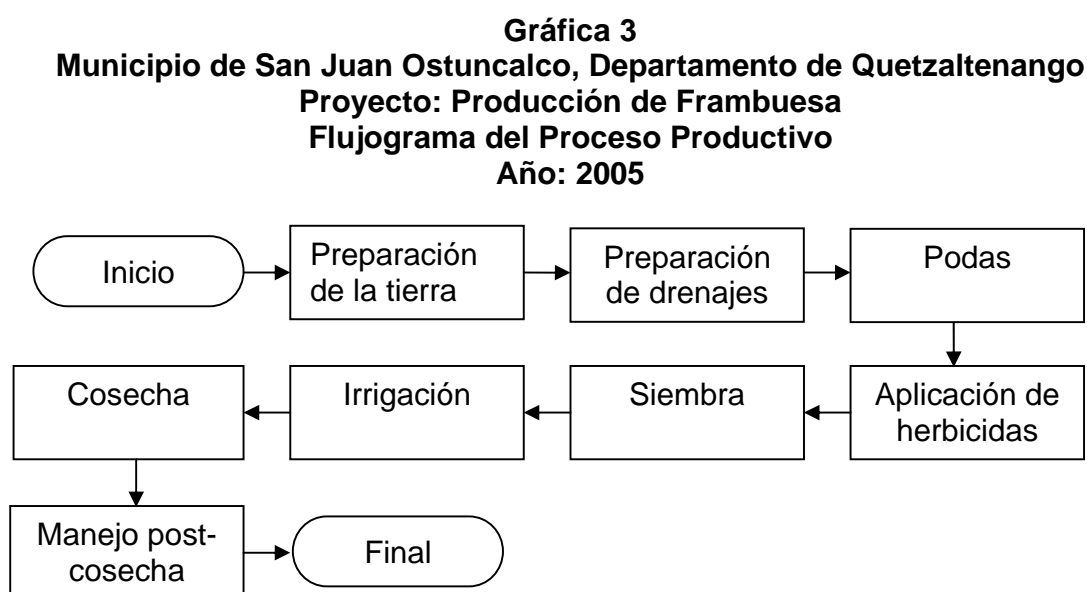 Gráfica 3
Municipio de San Juan Ostuncalco, Departamento de Quetzaltenango
Proyecto: Producción de Frambuesa
Flujograma del Proceso Productivo
Año: 2005
Inicio
Preparación
de la tierra
Preparación
de drenajes
Podas
Aplicación de
herbicidas
Siembra
Irrigación
Cosecha
Manejo post-
cosecha
Final